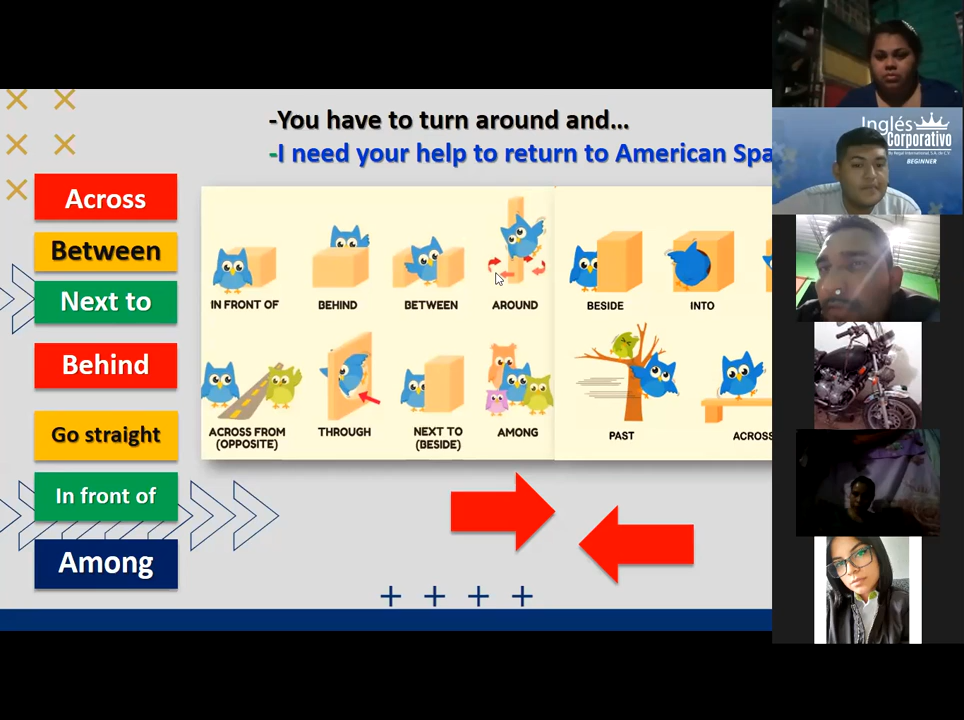 -You have to turn around and...
-I need your help to return to American Spa
Across
Between
Next to
Behind
Go straight
In front of
Among
IN FRONT OF
BEHIND
BETWEEN
AROUND
BESIDE
INTO
ACROSS FROM
(OPPOSITE)
THROUGH
NEXT TO
(BESIDE)
AMONG
PAST
ACROSS
Inglés
Corporativo
BEGINNER